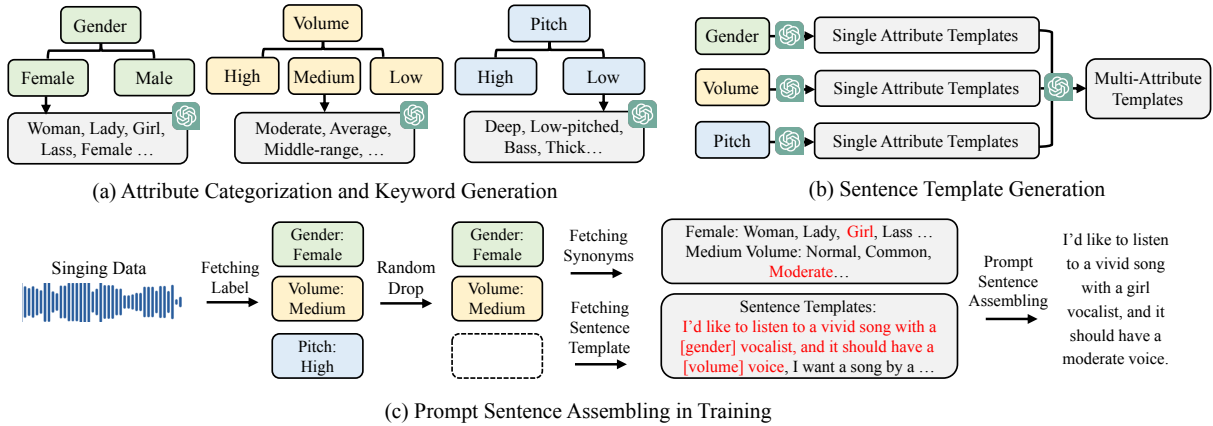 Gender
Female
Male
Woman, Lady, Girl,
Lass, Female …
Volume
High
Medium
Low
Moderate, Average,
Middle-range, …
Pitch
High
Low
Deep, Low-pitched,
Bass, Thick…
(a) Attribute Categorization and Keyword Generation
Gender
Single Attribute Templates
Volume
Single Attribute Templates
Pitch
Single Attribute Templates
Multi-Attribute
Templates
(b) Sentence Template Generation
Singing Data
Fetching
Label
Gender:
Female
Volume:
Medium
Pitch:
High
Random
Drop
Gender:
Female
Volume:
Medium
Fetching
Synonyms
Fetching
Sentence
Template
Female: Woman, Lady, Girl, Lass …
Medium Volume: Normal, Common,
Moderate…
Sentence Templates:
I'd like to listen to a vivid song with a
[gender] vocalist, and it should have a
[volume] voice, I want a song by a …
Prompt
Sentence
Assembling
I'd like to listen
to a vivid song
with a girl
vocalist, and it
should have a
moderate voice.
(c) Prompt Sentence Assembling in Training